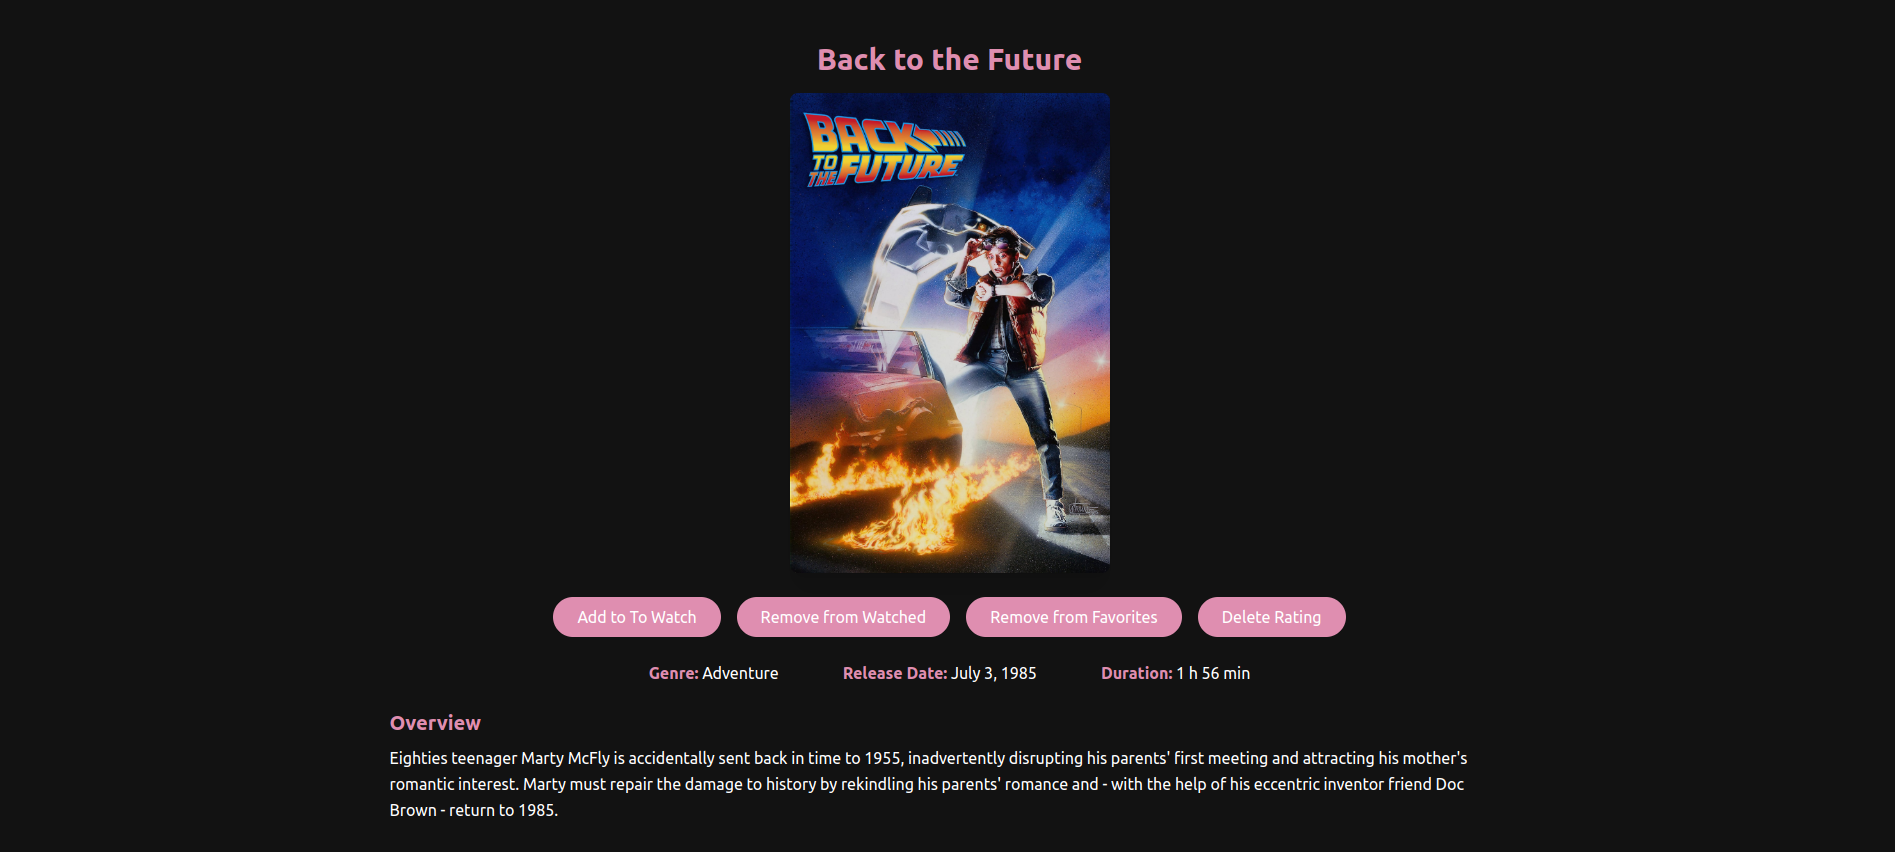 Back to the Future
BACK
TO
THE FUTURE
Add to To Watch Remove from Watched Remove from Favorites Delete Rating
Genre: Adventure Release Date: July 3, 1985 Duration: 1 h 56 min
Overview
Eighties teenager Marty McFly is accidentally sent back in time to 1955, inadvertently disrupting his parents' first meeting and attracting his mother's
romantic interest. Marty must repair the damage to history by rekindling his parents' romance and - with the help of his eccentric inventor friend Doc
Brown - return to 1985.